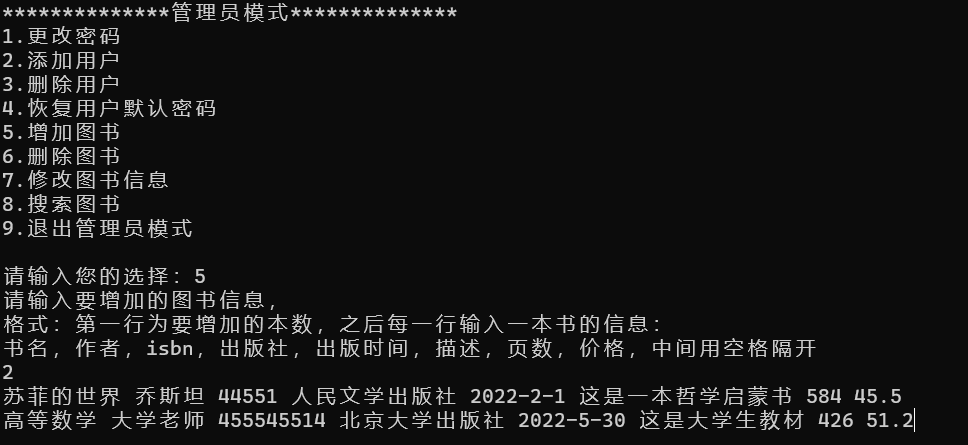 **************管理员模式**************
1.更改密码
2.添加用户
3.删除用户
4.恢复用户默认密码
5.增加图书
6.删除图书
7.修改图书信息
8.搜索图书
9.退出管理员模式
请输入您的选择：5
请输入要增加的图书信息，
格式：第一行为要增加的本数，之后每一行输入一本书的信息：
书名，作者，isbn，出版社，出版时间，描述，页数，价格，中间用空格隔开
2
苏菲的世界 乔斯坦 44551 人民文学出版社 2022-2-1 这是一本哲学启蒙书 584 45.5
高等数学 大学老师 455545514 北京大学出版社 2022-5-30 这是大学生教材 426 51.2